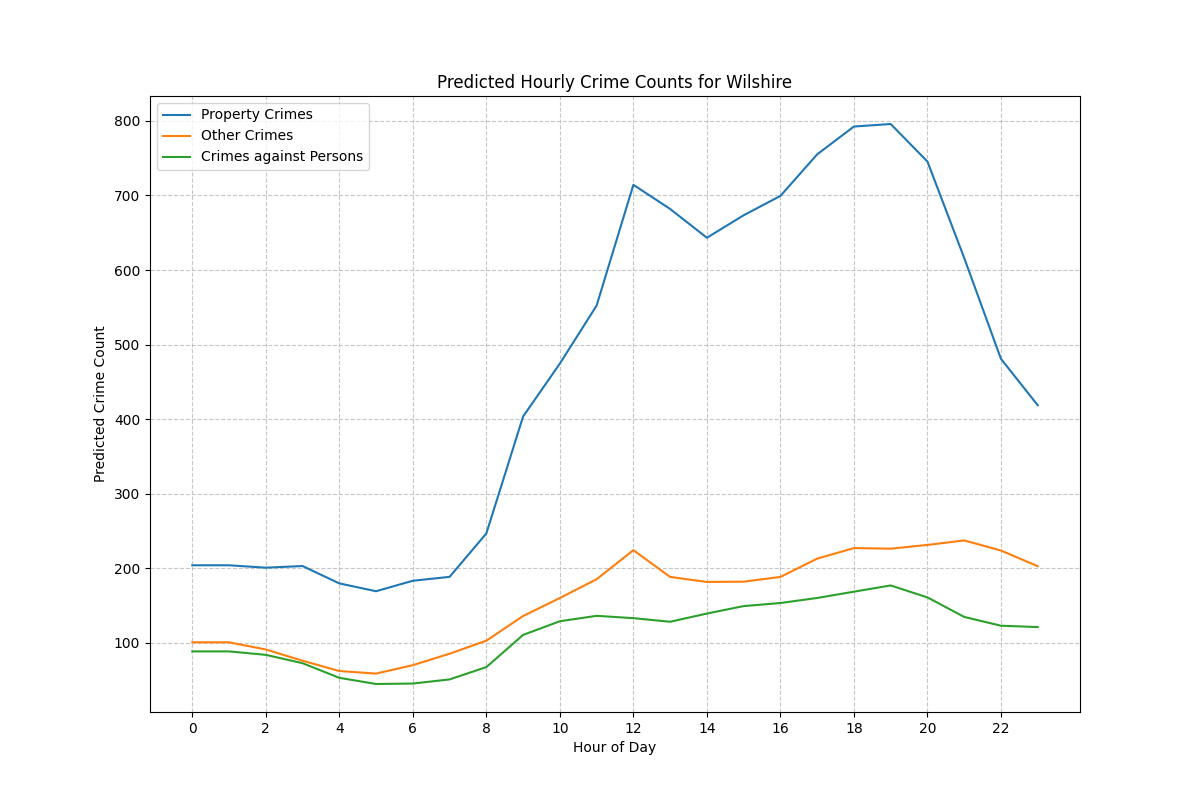 Predicted Hourly Crime Counts for Wilshire
Property Crimes
Other Crimes
Crimes against Persons
800
700
600
500
400
300
200
100
Predicted Crime Count
0 2 4 6 8 10 12 14 16 18 20 22
Hour of Day